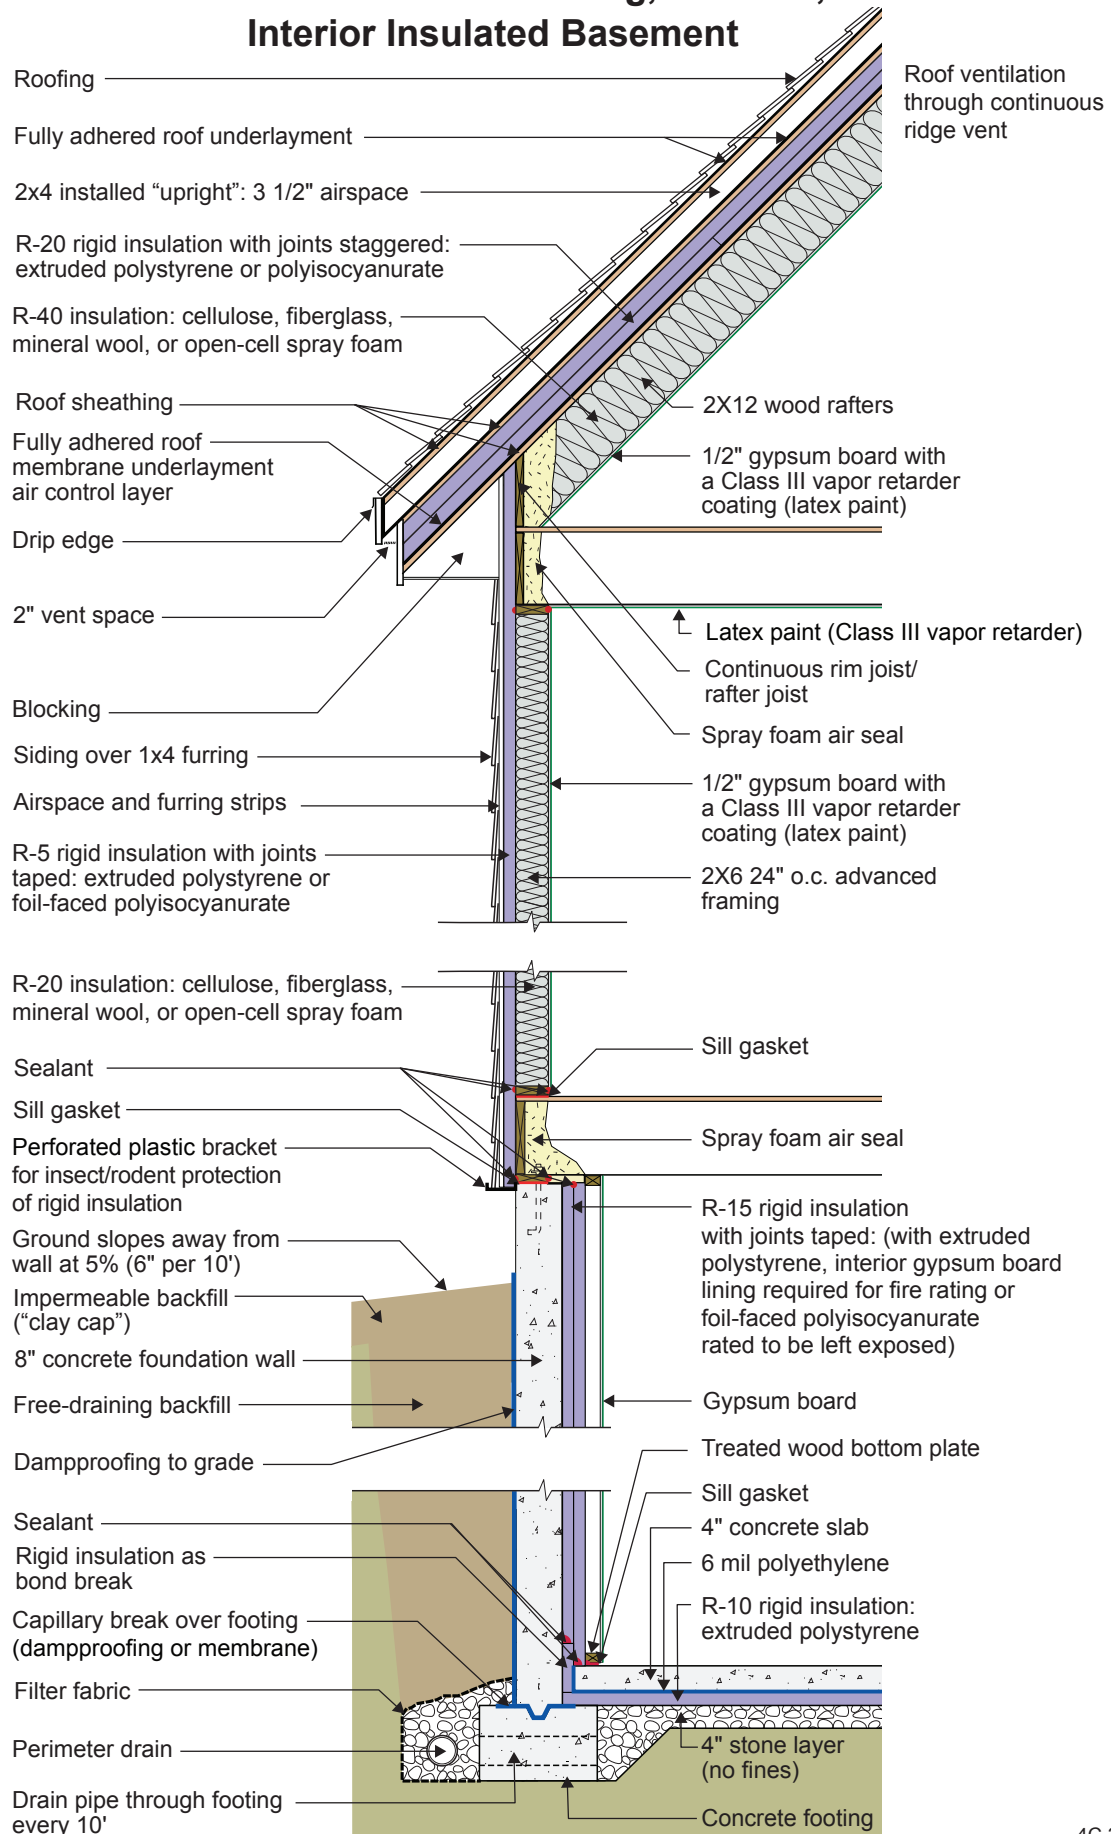 Interior Insulated Basement
Roofing
Fully adhered roof underlayment
2x4 installed “upright”: 3 1/2" airspace
R-20 rigid insulation with joints staggered:
extruded polystyrene or polyisocyanurate
R-40 insulation: cellulose, fiberglass,
mineral wool, or open-cell spray foam
Roof sheathing
Fully adhered roof
membrane underlayment
air control layer
Drip edge
2" vent space
Blocking
Siding over 1x4 furring
Airspace and furring strips
R-5 rigid insulation with joints
taped: extruded polystyrene or
foil-faced polyisocyanurate
R-20 insulation: cellulose, fiberglass,
mineral wool, or open-cell spray foam
Sealant
Sill gasket
Perforated plastic bracket
for insect/rodent protection
of rigid insulation
Ground slopes away from
wall at 5% (6" per 10')
Impermeable backfill
(“clay cap”)
8" concrete foundation wall
Free-draining backfill
Dampproofing to grade
Sealant
Rigid insulation as
bond break
Capillary break over footing
(dampproofing or membrane)
Filter fabric
Perimeter drain
Drain pipe through footing
every 10'
Roof ventilation
through continuous
ridge vent
2X12 wood rafters
1/2" gypsum board with
a Class III vapor retarder
coating (latex paint)
Latex paint (Class III vapor retarder)
Continuous rim joist/
rafter joist
Spray foam air seal
1/2" gypsum board with
a Class III vapor retarder
coating (latex paint)
2X6 24" o.c. advanced
framing
Sill gasket
Spray foam air seal
R-15 rigid insulation
with joints taped: (with extruded
polystyrene, interior gypsum board
lining required for fire rating or
foil-faced polyisocyanurate
rated to be left exposed)
Gypsum board
Treated wood bottom plate
Sill gasket
4" concrete slab
6 mil polyethylene
R-10 rigid insulation:
extruded polystyrene
4" stone layer
(no fines)
Concrete footing